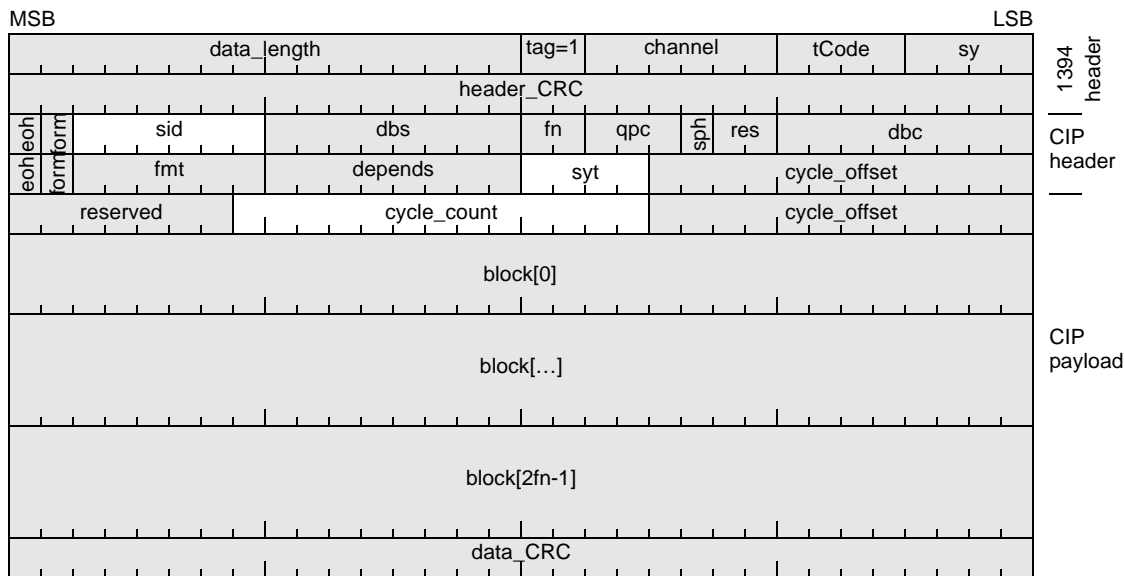 MSB LSB
data_length tag=1 channel tCode sy
1394 header
header_CRC
eoh form sid dbs fn qpc sph res dbc
CIP header
eoh form fmt depends syt cycle_offset
reserved cycle_count cycle_offset
block[0]
CIP payload
block[…]
block[2fn-1]
data_CRC